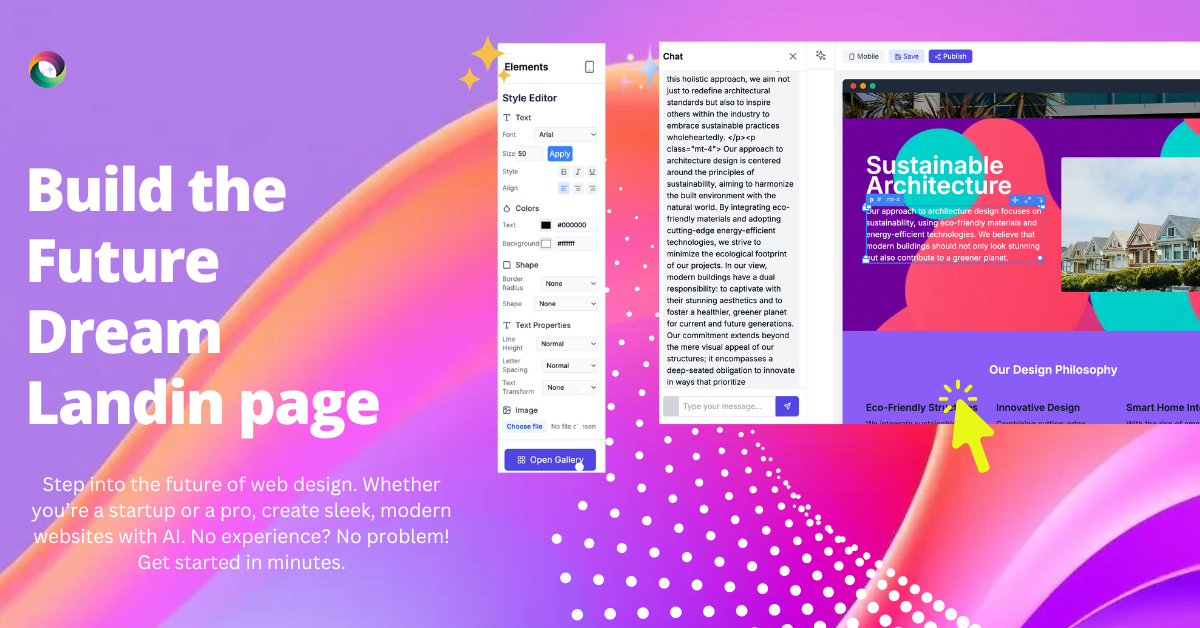 Build the
Future
Dream
Landin page
Step into the future of web design. Whether
you're a startup or a pro, create sleek, modern
websites with AI. No experience? No problem!
Get started in minutes.
Elements
Style Editor
Text
Font Arial
Size 50 Apply
Style B I U
Align
Colors
Text #000000
Background #ffffff
Shape
Border
Radius None
Shape None
Text Properties
Line
Height Normal
Letter
Spacing Normal
Text
Transform None
Image
Choose file No file
Open Gallery
Chat
this holistic approach, we aim not
just to redefine architectural
standards but also to inspire
others within the industry to
embrace sustainable practices
wholeheartedly. </p><p
class="mt-4"> Our approach to
architecture design is centered
around the principles of
sustainability, aiming to harmonize
the built environment with the
natural world. By integrating eco-
friendly materials and adopting
cutting-edge energy-efficient
technologies, we strive to
minimize the ecological footprint
of our projects. In our view,
modern buildings have a dual
responsibility: to captivate with
their stunning aesthetics and to
foster a healthier, greener planet
for current and future generations.
Our commitment extends beyond
the mere visual appeal of our
structures; it encompasses a
deep-seated obligation to innovate
in ways that prioritize
Type your message...
Mobile Save Publish
Sustainable
Architecture
p # mt-4
Our approach to architecture design focuses on
sustainability, using eco-friendly materials and
energy-efficient technologies. We believe that
modern buildings should not only look stunning
but also contribute to a greener planet.
Our Design Philosophy
Eco-Friendly Structures Innovative Design Smart Home Int